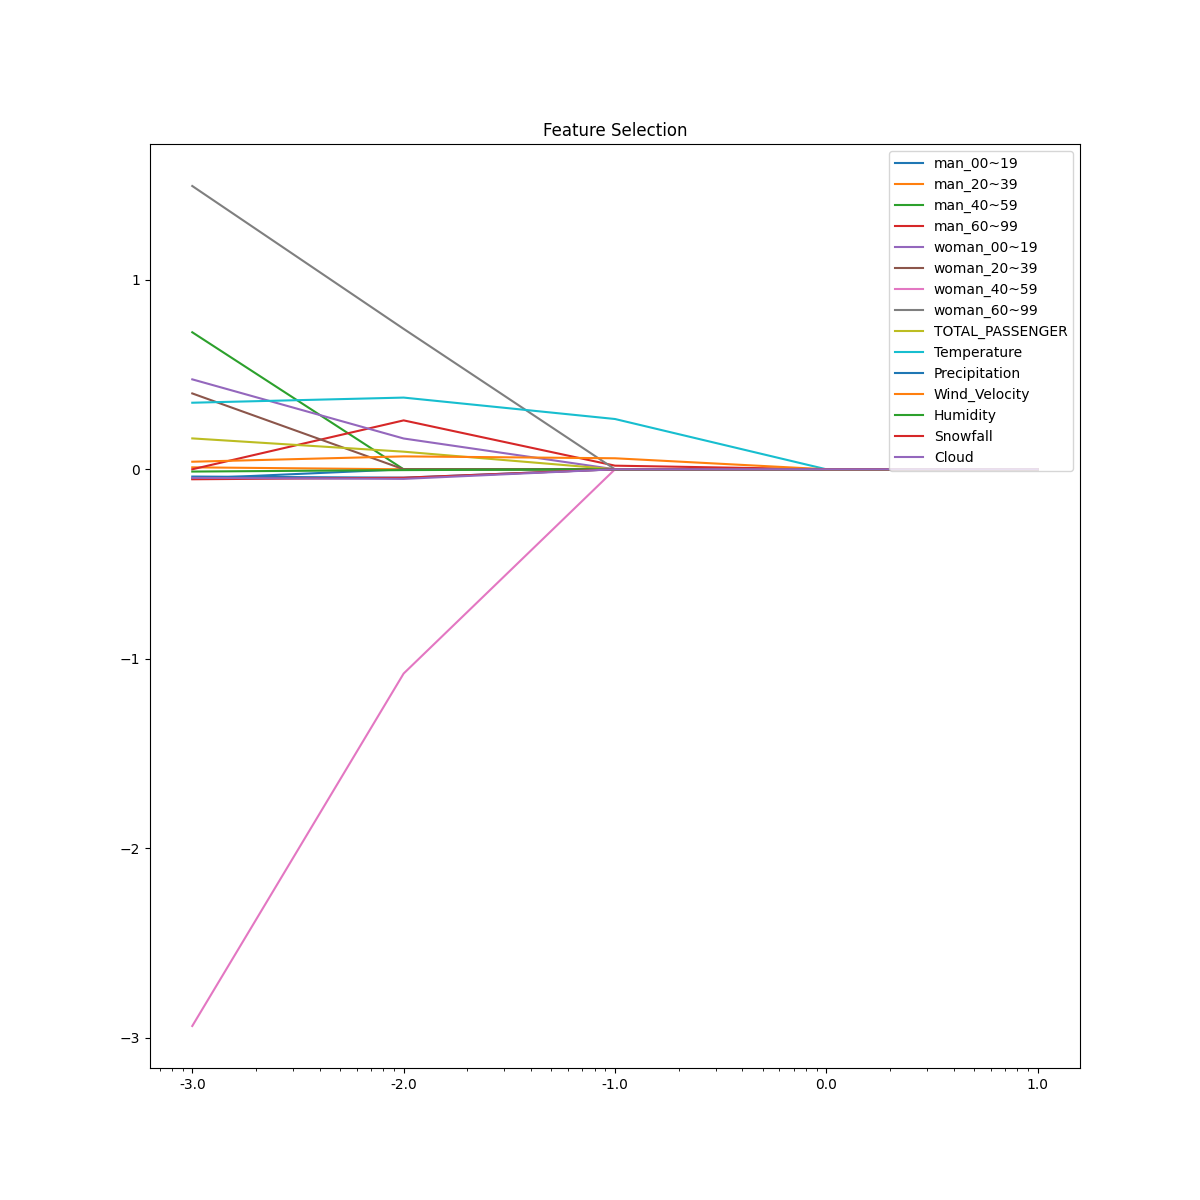 Feature Selection
man_00~19
man_20~39
man_40~59
man_60~99
woman_00~19
woman_20~39
woman_40~59
woman_60~99
TOTAL_PASSENGER
Temperature
Precipitation
Wind_Velocity
Humidity
Snowfall
Cloud
1
0
−1
−2
−3
-3.0 -2.0 -1.0 0.0 1.0